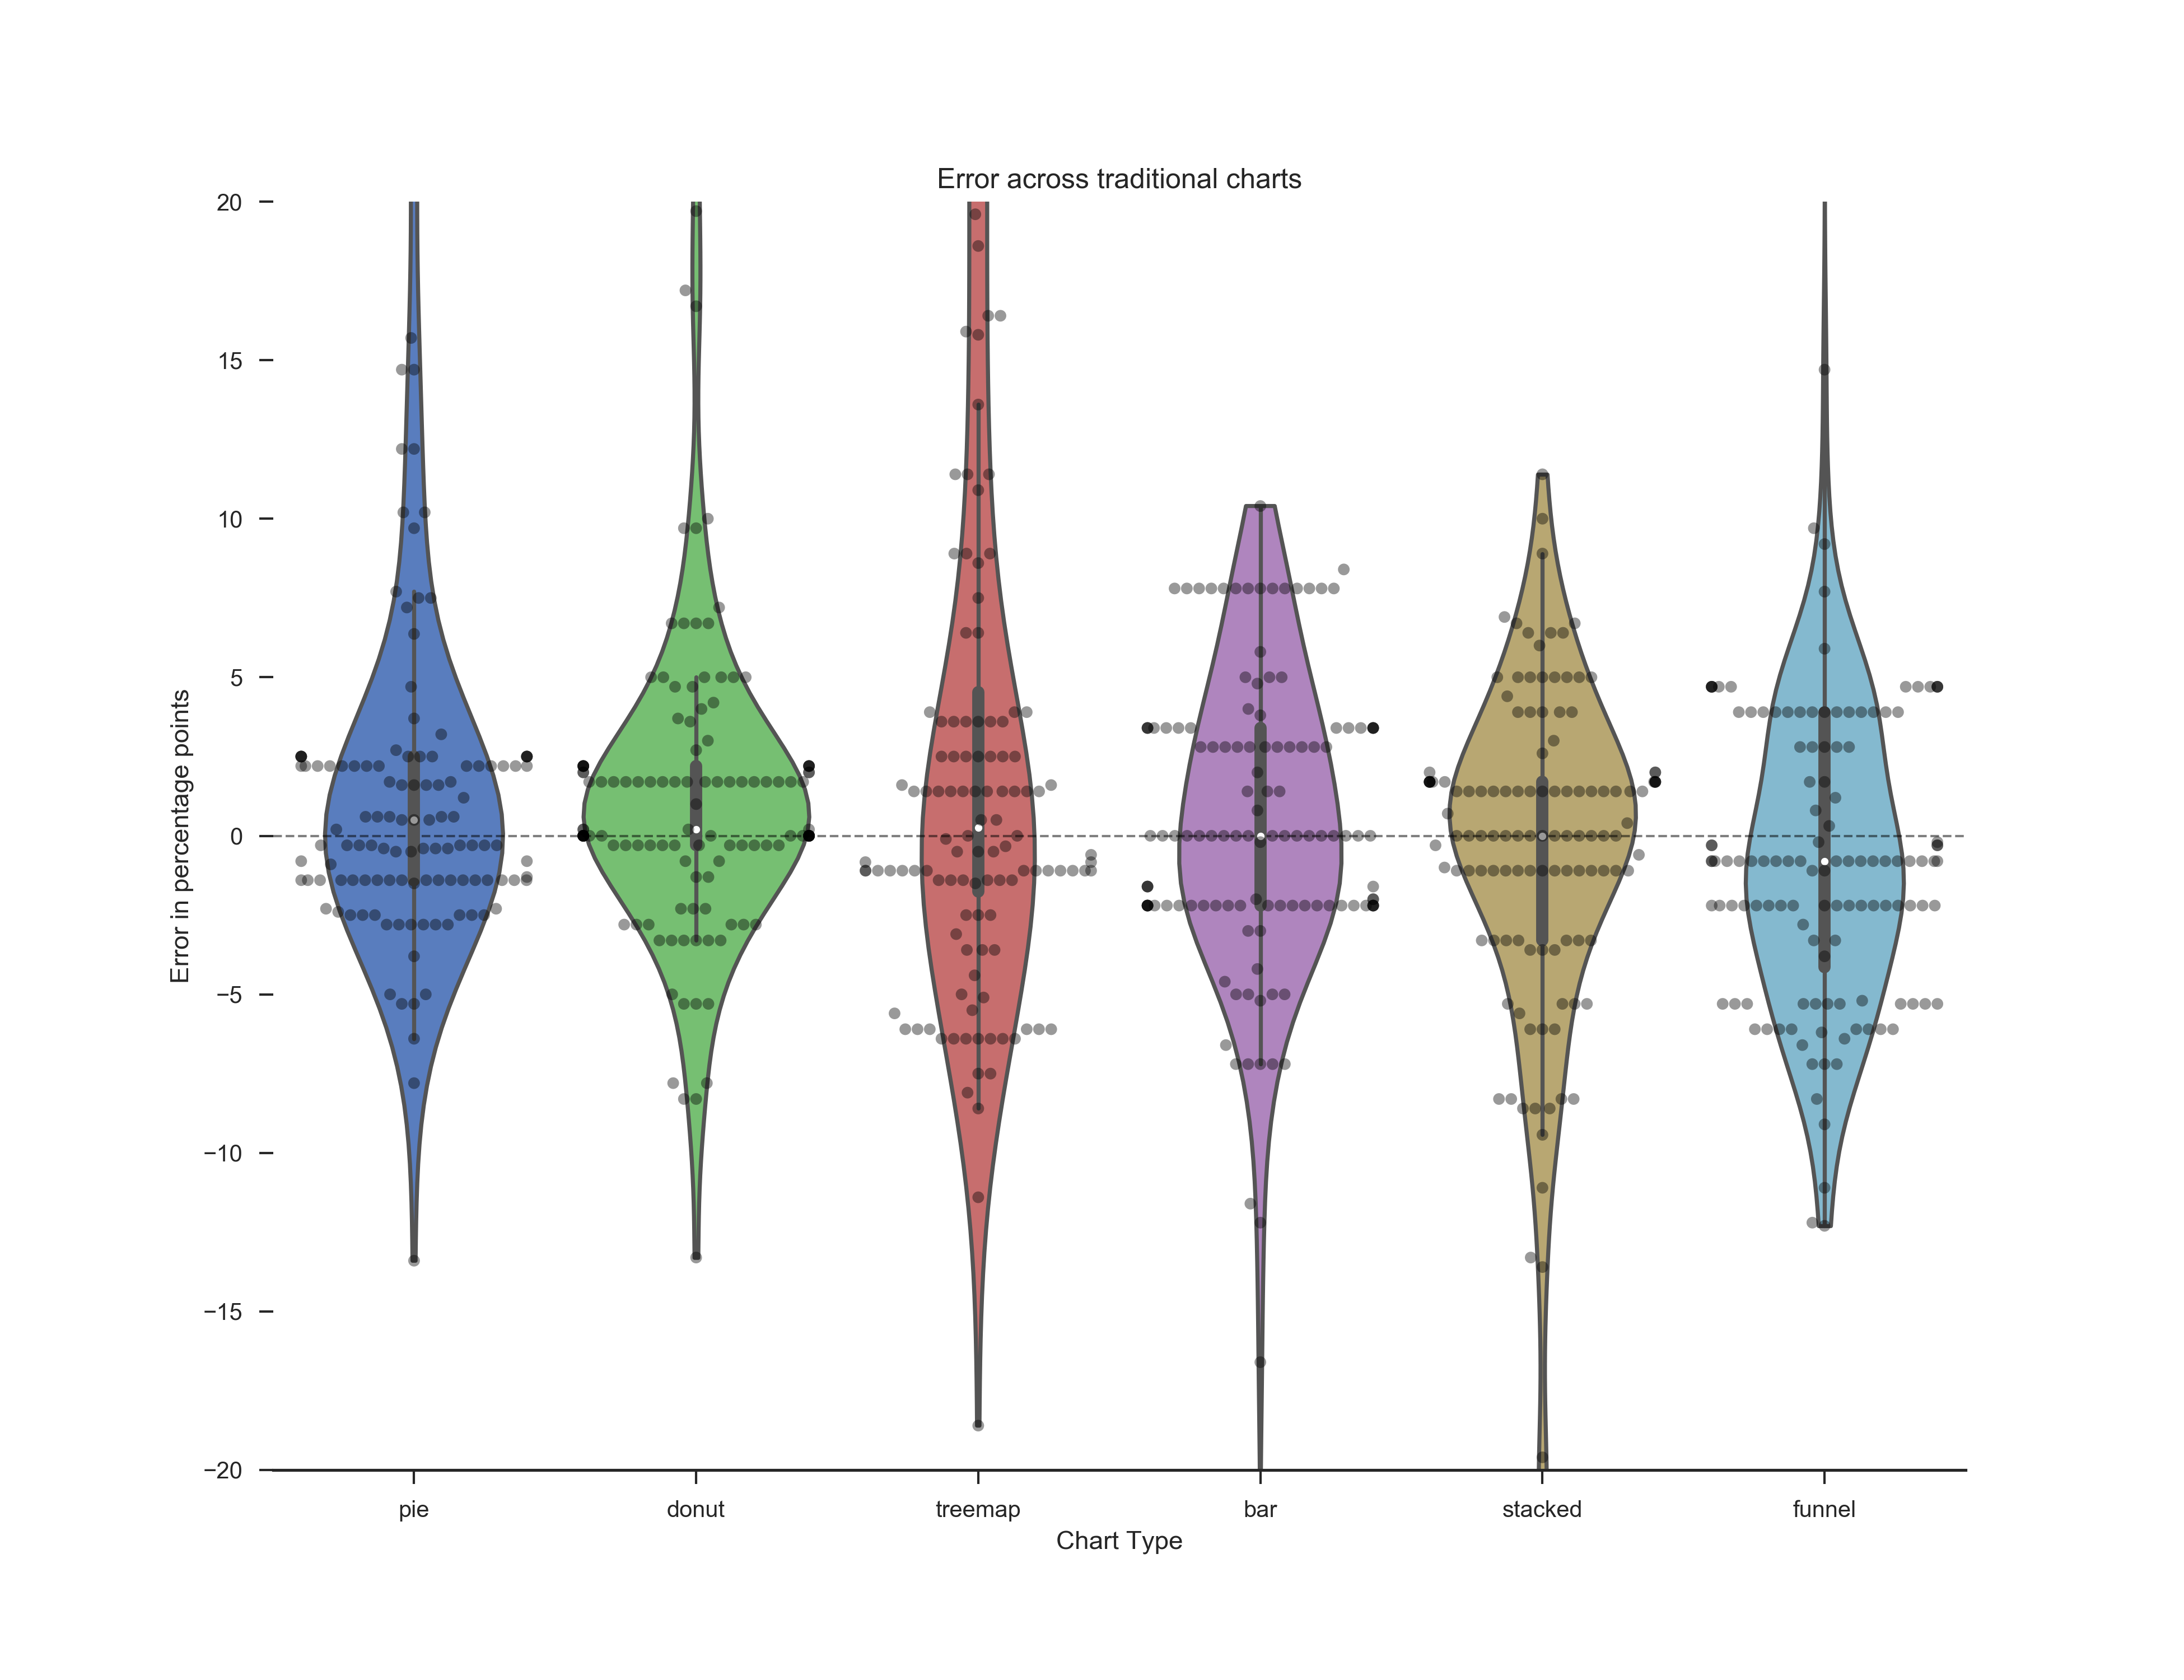 Error across traditional charts
20
15
10
5
0
−5
−10
−15
−20
Error in percentage points
pie donut treemap bar stacked funnel
Chart Type